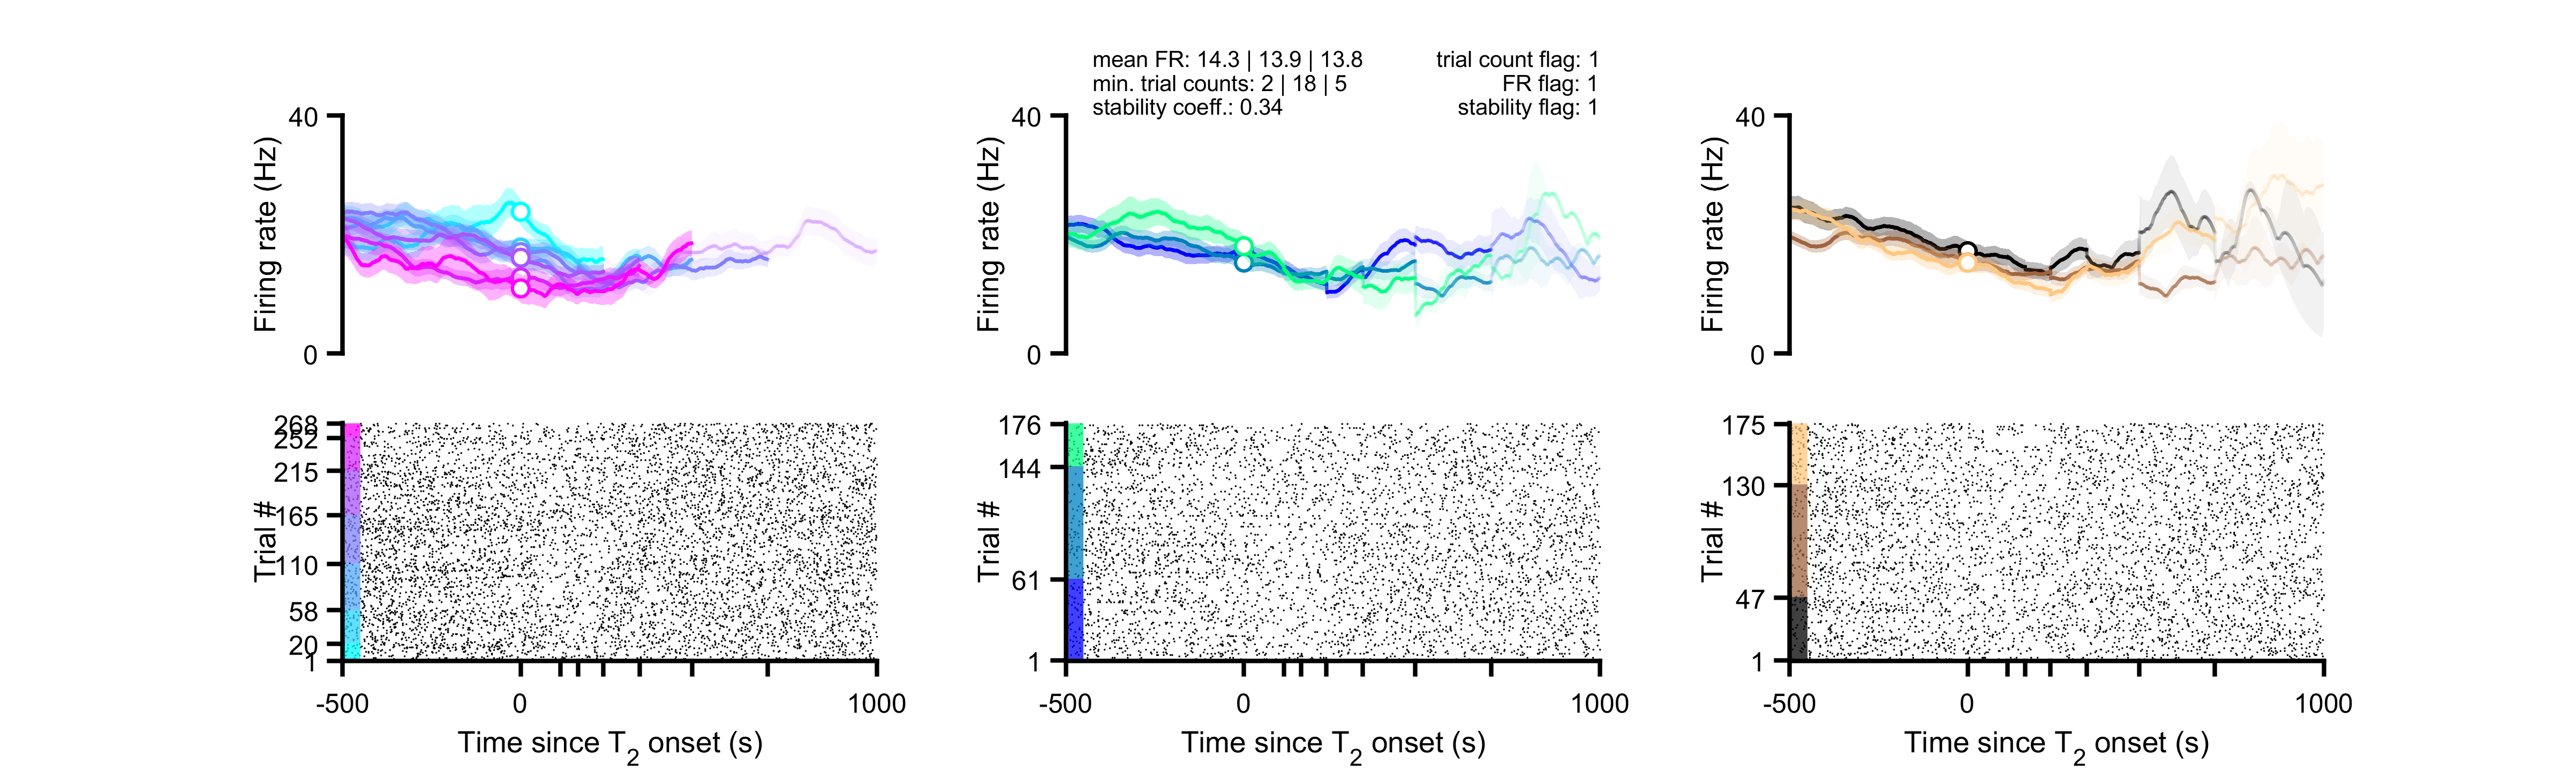 mean FR: 14.3 | 13.9 | 13.8
min. trial counts: 2 | 18 | 5
stability coeff.: 0.34
trial count flag: 1
FR flag: 1
stability flag: 1
40
Firing rate (Hz)
0
40
Firing rate (Hz)
0
40
Firing rate (Hz)
0
268
252
215
165
110
58
20
1
Trial #
-500
0
1000
Time since T2 onset (s)
176
144
61
1
Trial #
-500
0
1000
Time since T2 onset (s)
175
130
47
1
Trial #
-500
0
1000
Time since T2 onset (s)